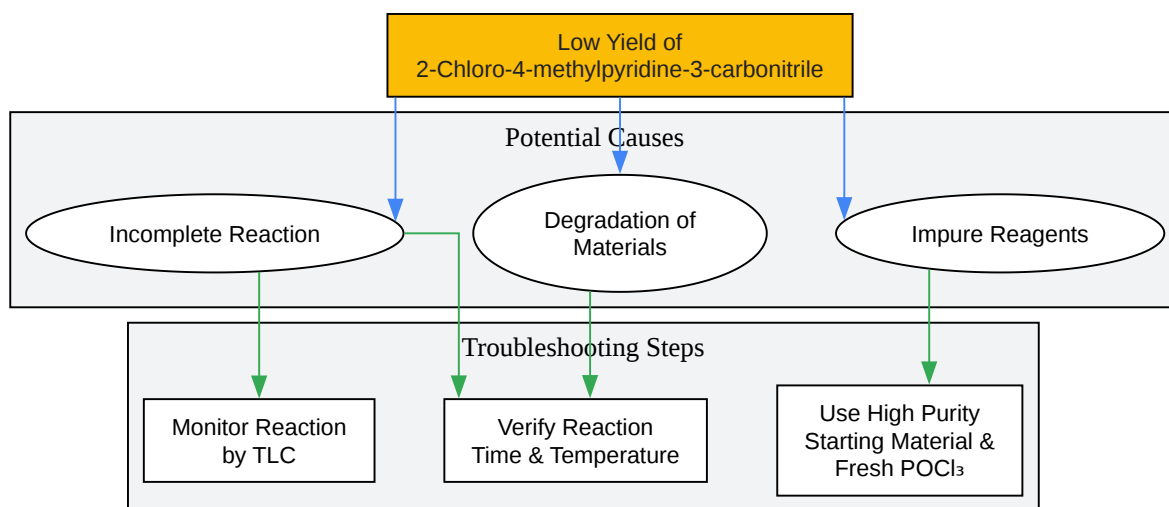 Low Yield of
2-Chloro-4-methylpyridine-3-carbonitrile
Potential Causes
Incomplete Reaction
Degradation of
Materials
Impure Reagents
Troubleshooting Steps
Monitor Reaction
by TLC
Verify Reaction
Time & Temperature
Use High Purity
Starting Material &
Fresh POCl₃